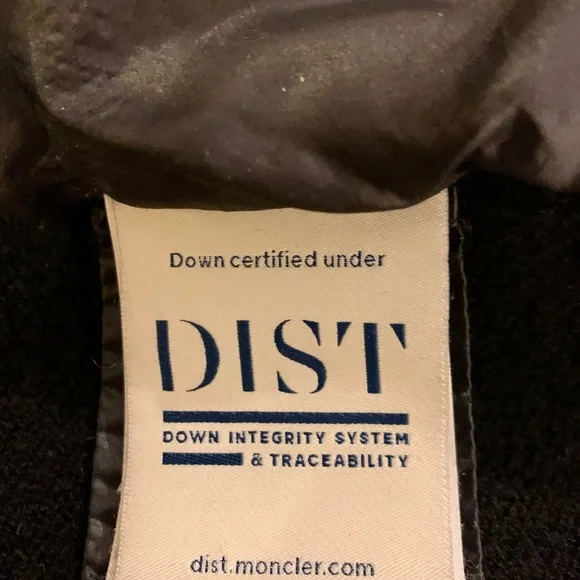 Down certified under
DIST
DOWN INTEGRITY SYSTEM
& TRACEABILITY
dist.moncler.com